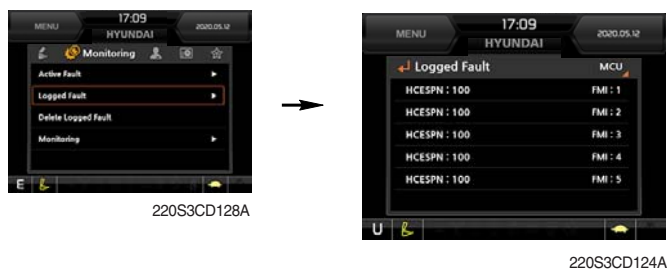 MENU 17:09 2020.05.12
HYUNDAI
Monitoring
Active Fault
Logged Fault
Delete Logged Fault
Monitoring
E
220S3CD128A
MENU 17:09 2020.05.12
HYUNDAI
Logged Fault MCU
HCESPN : 100 FMI : 1
HCESPN : 100 FMI : 2
HCESPN : 100 FMI : 3
HCESPN : 100 FMI : 4
HCESPN : 100 FMI : 5
U
220S3CD124A